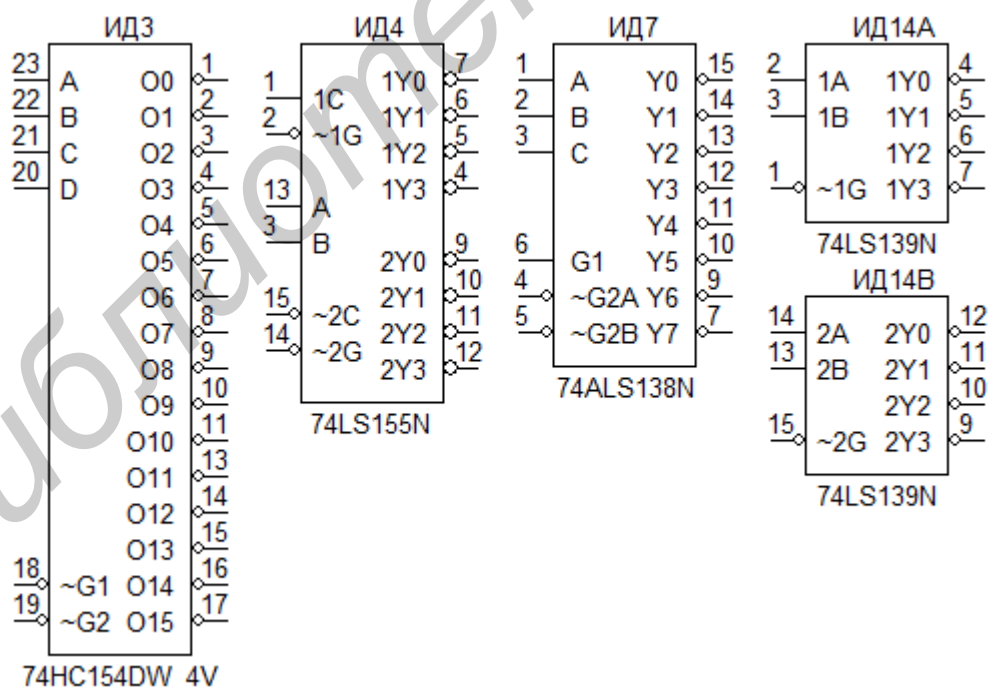 ИД3
23 A O0 1
22 B O1 2
21 C O2 3
20 D O3 4
O4 5
O5 6
O6 7
O7 8
O8 9
O9 10
O10 11
O11 13
O12 14
O13 15
18 ~G1 O14 16
19 ~G2 O15 17
74HC154DW 4V
ИД4
1Y0 7
1 1C 1Y1 6
2 ~1G 1Y2 5
1Y3 4
13 A
3 B
2Y0 9
2Y1 10
15 ~2C 2Y2 11
14 ~2G 2Y3 12
74LS155N
ИД7
1 A Y0 15
2 B Y1 14
3 C Y2 13
Y3 12
Y4 11
6 G1 Y5 10
4 ~G2A Y6 9
5 ~G2B Y7 7
74ALS138N
ИД14A
2 1A 1Y0 4
3 1B 1Y1 5
1Y2 6
1 ~1G 1Y3 7
74LS139N
ИД14B
14 2A 2Y0 12
13 2B 2Y1 11
2Y2 10
15 ~2G 2Y3 9
74LS139N